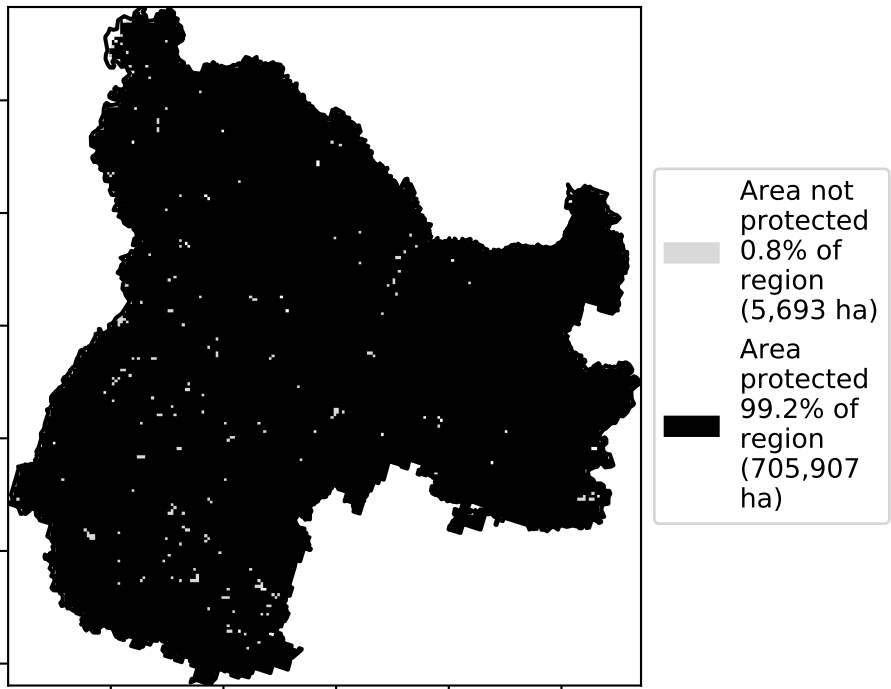 Area not
protected
0.8% of
region
(5,693 ha)
Area
protected
99.2% of
region
(705,907
ha)